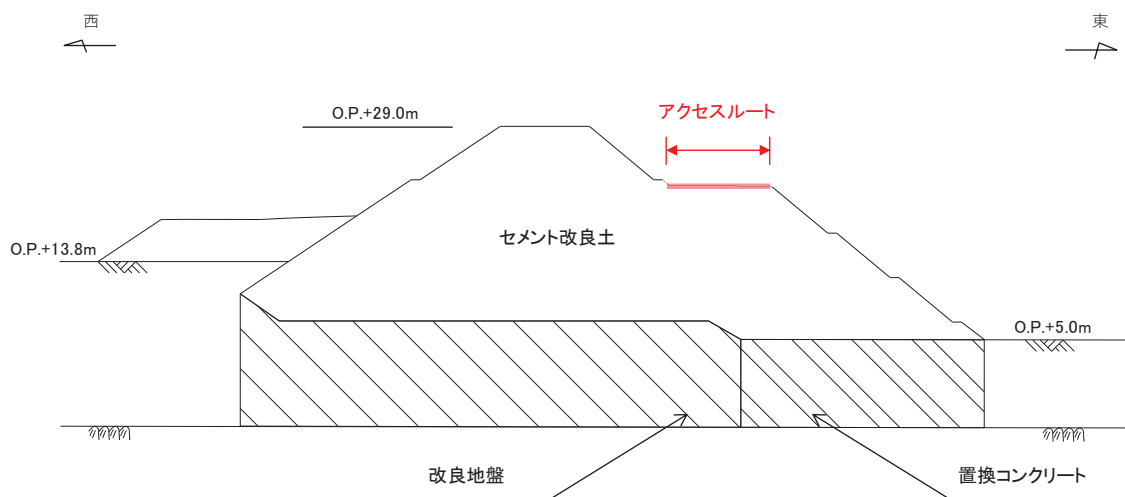 西
東
アクセスルート
O.P.+29.0m
セメント改良土
O.P.+13.8m
O.P.+5.0m
改良地盤
置換コンクリート